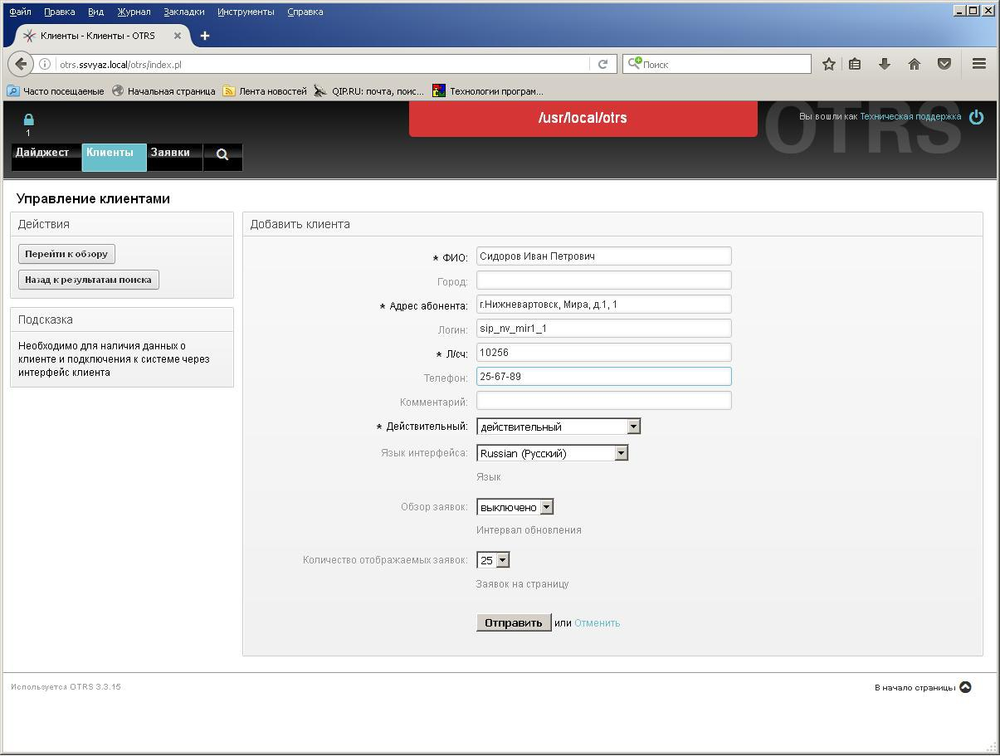 Файл Правка Вид Журнал Закладки Инструменты Справка
Клиенты - Клиенты - OTRS
otrs.ssvyaz.local/otrs/index.pl
Поиск
Часто посещаемые Начальная страница Лента новостей QIP.RU: почта, поис... Технологии програм...
1
/usr/local/otrs
OTRS
Вы вошли как Техническая поддержка
Дайджест Клиенты Заявки
Управление клиентами
Действия
Перейти к обзору
Назад к результатам поиска
Подсказка
Необходимо для наличия данных о
клиенте и подключения к системе через
интерфейс клиента
Добавить клиента
* ФИО: Сидоров Иван Петрович
Город:
* Адрес абонента: г.Нижневартовск, Мира, д.1, 1
Логин: sip_nv_mir1_1
* Л/сч: 10256
Телефон: 25-67-89
Комментарий:
* Действительный: действительный
Язык интерфейса: Russian (Русский)
Язык
Обзор заявок: выключено
Интервал обновления
Количество отображаемых заявок: 25
Заявок на страницу
Отправить или Отменить
Используется OTRS 3.3.15
В начало страницы